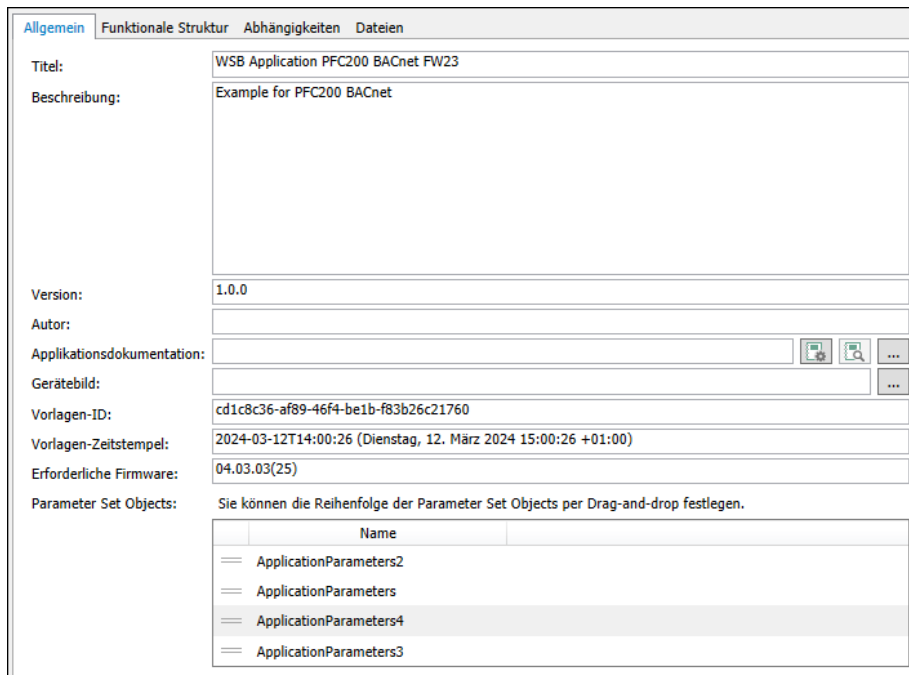 Allgemein Funktionale Struktur Abhängigkeiten Dateien
Titel: WSB Application PFC200 BACnet FW23
Beschreibung: Example for PFC200 BACnet
Version: 1.0.0
Autor:
Applikationsdokumentation: ...
Gerätebild: ...
Vorlagen-ID: cd1c8c36-af89-46f4-be1b-f83b26c21760
Vorlagen-Zeitstempel: 2024-03-12T14:00:26 (Dienstag, 12. März 2024 15:00:26 +01:00)
Erforderliche Firmware: 04.03.03(25)
Parameter Set Objects: Sie können die Reihenfolge der Parameter Set Objects per Drag-and-drop festlegen.
Name
ApplicationParameters2
ApplicationParameters
ApplicationParameters4
ApplicationParameters3